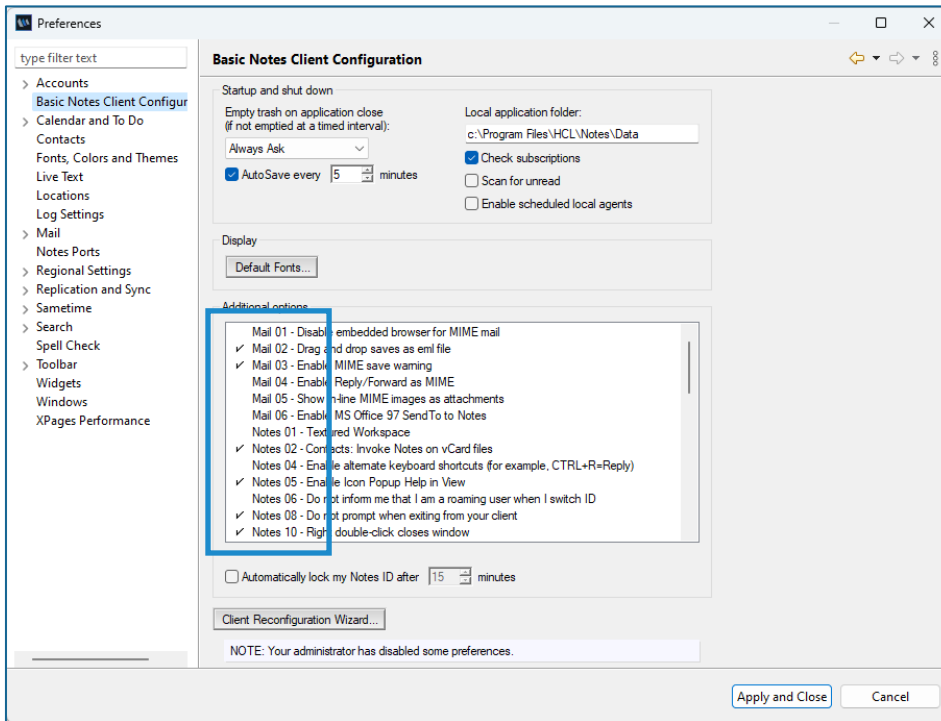 Preferences
type filter text
Accounts
Basic Notes Client Configur
Calendar and To Do
Contacts
Fonts, Colors and Themes
Live Text
Locations
Log Settings
Mail
Notes Ports
Regional Settings
Replication and Sync
Sametime
Search
Spell Check
Toolbar
Widgets
Windows
XPages Performance
Basic Notes Client Configuration
Startup and shut down
Empty trash on application close
(if not emptied at a timed interval):
Always Ask
AutoSave every 5 minutes
Local application folder:
c:\Program Files\HCL\Notes\Data
Check subscriptions
Scan for unread
Enable scheduled local agents
Display
Default Fonts...
Additional options
Mail 01 - Disable embedded browser for MIME mail
Mail 02 - Drag and drop saves as eml file
Mail 03 - Enable MIME save warning
Mail 04 - Enable Reply/Forward as MIME
Mail 05 - Show in-line MIME images as attachments
Mail 06 - Enable MS Office 97 SendTo to Notes
Notes 01 - Textured Workspace
Notes 02 - Contacts: Invoke Notes on vCard files
Notes 04 - Enable alternate keyboard shortcuts (for example, CTRL+R=Reply)
Notes 05 - Enable Icon Popup Help in View
Notes 06 - Do not inform me that I am a roaming user when I switch ID
Notes 08 - Do not prompt when exiting from your client
Notes 10 - Right double-click closes window
Automatically lock my Notes ID after 15 minutes
Client Reconfiguration Wizard...
NOTE: Your administrator has disabled some preferences.
Apply and Close
Cancel